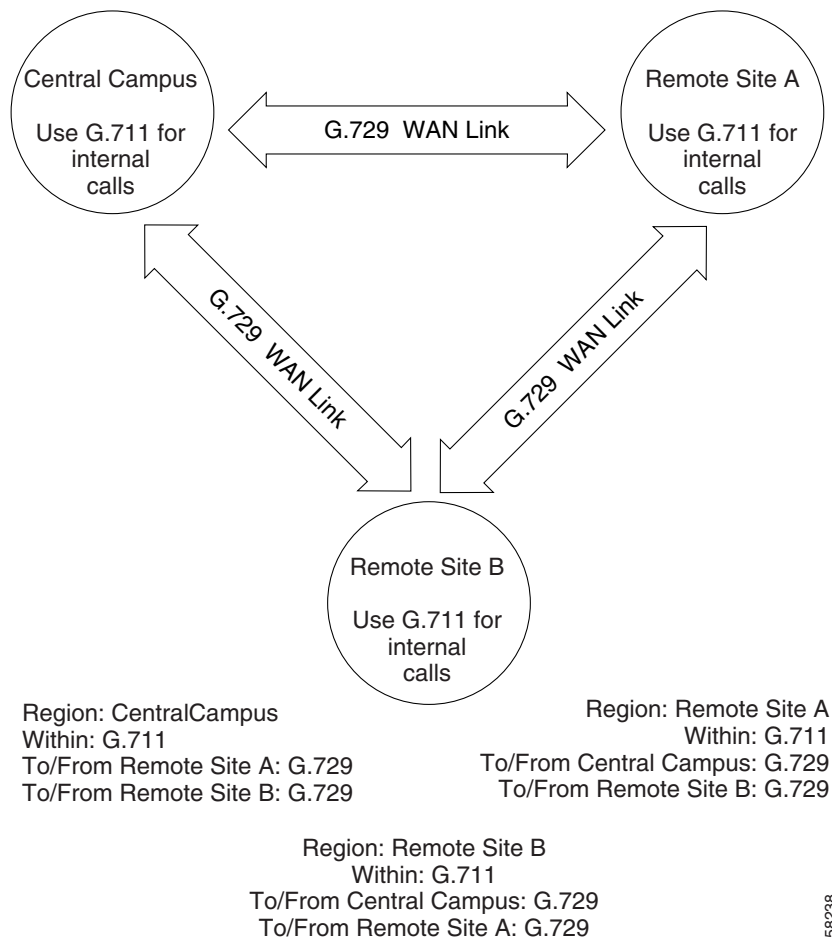 Central Campus
Use G.711 for
internal
calls
G.729 WAN Link
Remote Site A
Use G.711 for
internal
calls
G.729 WAN Link
G.729 WAN Link
Remote Site B
Use G.711 for
internal
calls
Region: CentralCampus
Within: G.711
To/From Remote Site A: G.729
To/From Remote Site B: G.729
Region: Remote Site A
Within: G.711
To/From Central Campus: G.729
To/From Remote Site B: G.729
Region: Remote Site B
Within: G.711
To/From Central Campus: G.729
To/From Remote Site A: G.729
58238